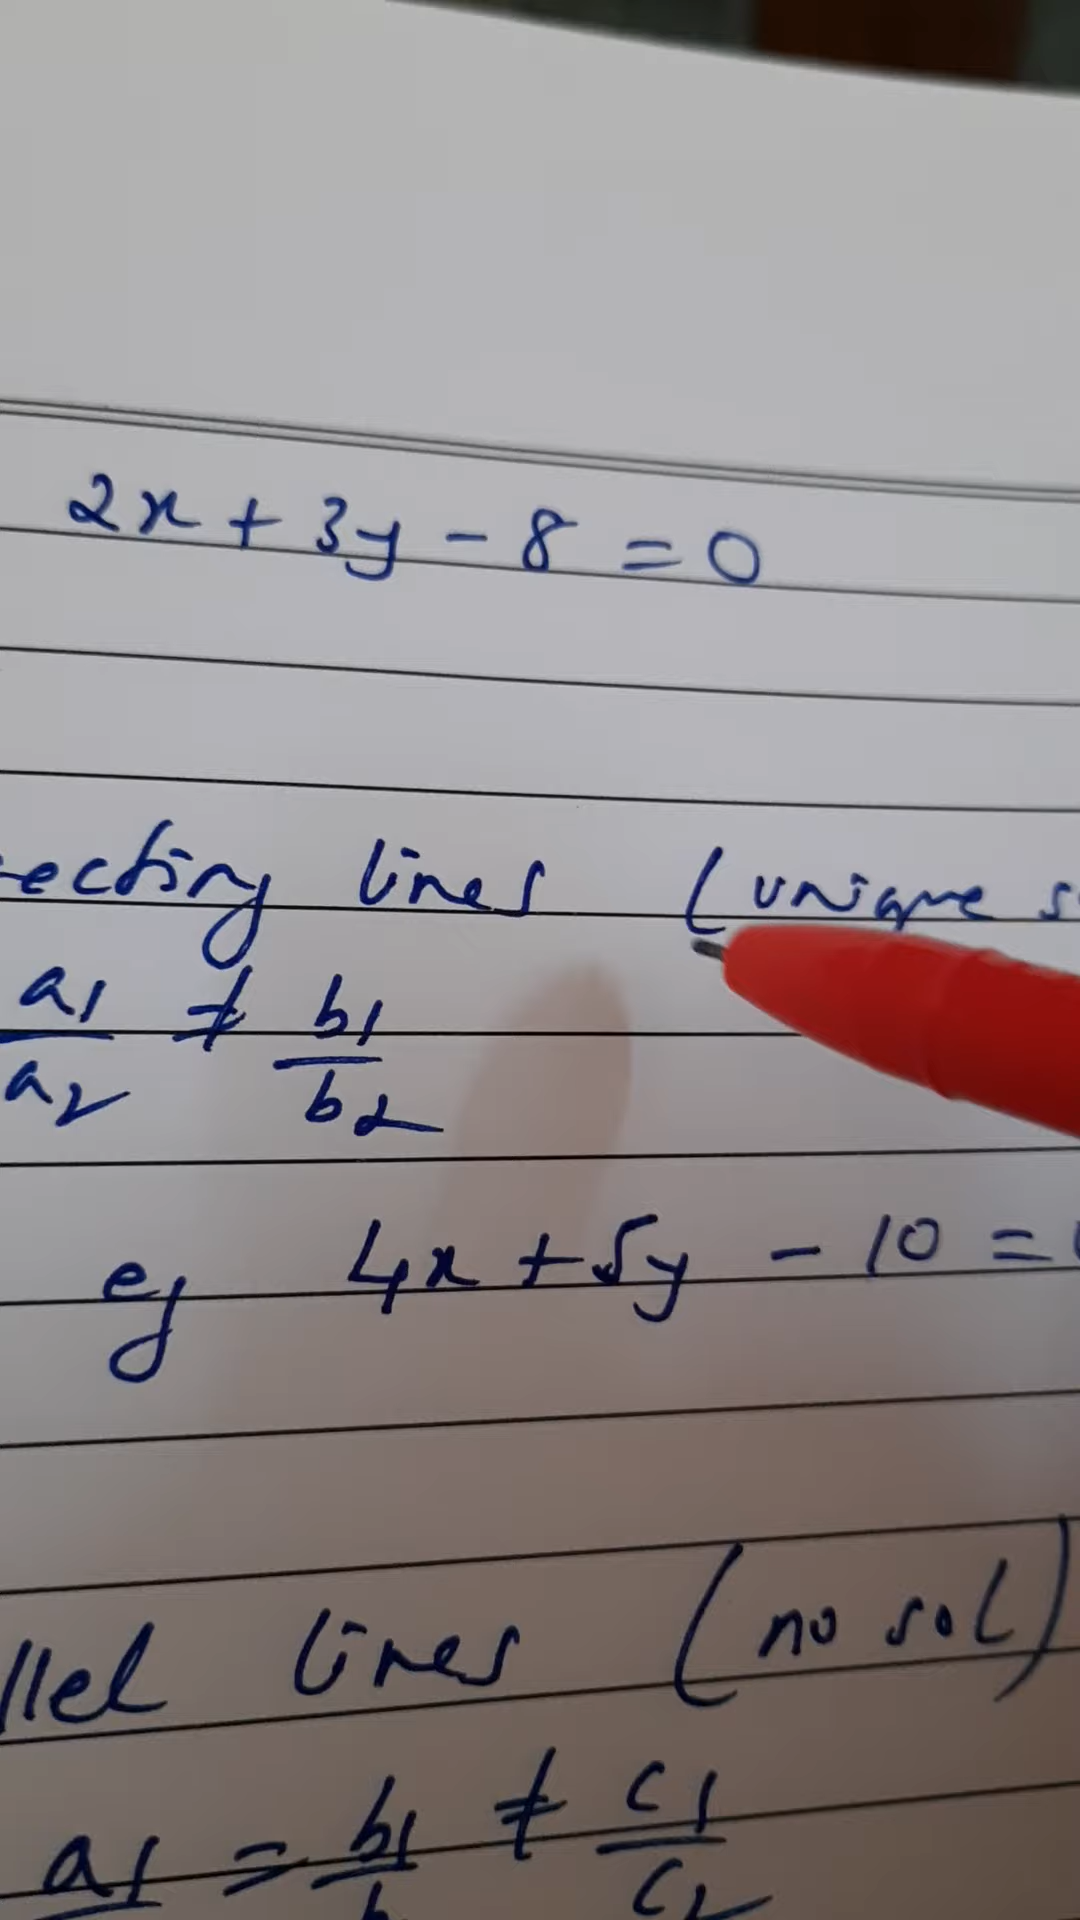 2x + 3y - 8 = 0
ecting lines (unique s
a1/a2 ≠ b1/b2
eg 4x + 5y - 10 =
llel lines (no sol)
a1 = b1 ≠ c1/c2